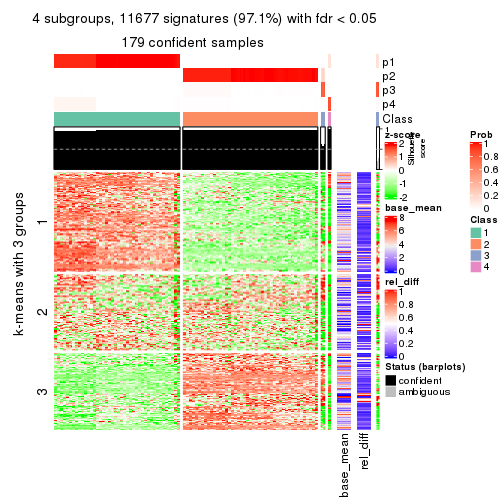 4 subgroups, 11677 signatures (97.1%) with fdr < 0.05
179 confident samples
p1
p2
p3
p4
Class
1
Silhouette
score
k-means with 3 groups
1
2
3
base_mean
rel_diff
z-score
2
1
0
-1
-2
base_mean
8
6
4
2
0
rel_diff
1
0.8
0.6
0.4
0.2
0
Status (barplots)
confident
ambiguous
Prob
1
0.8
0.6
0.4
0.2
0
Class
1
2
3
4